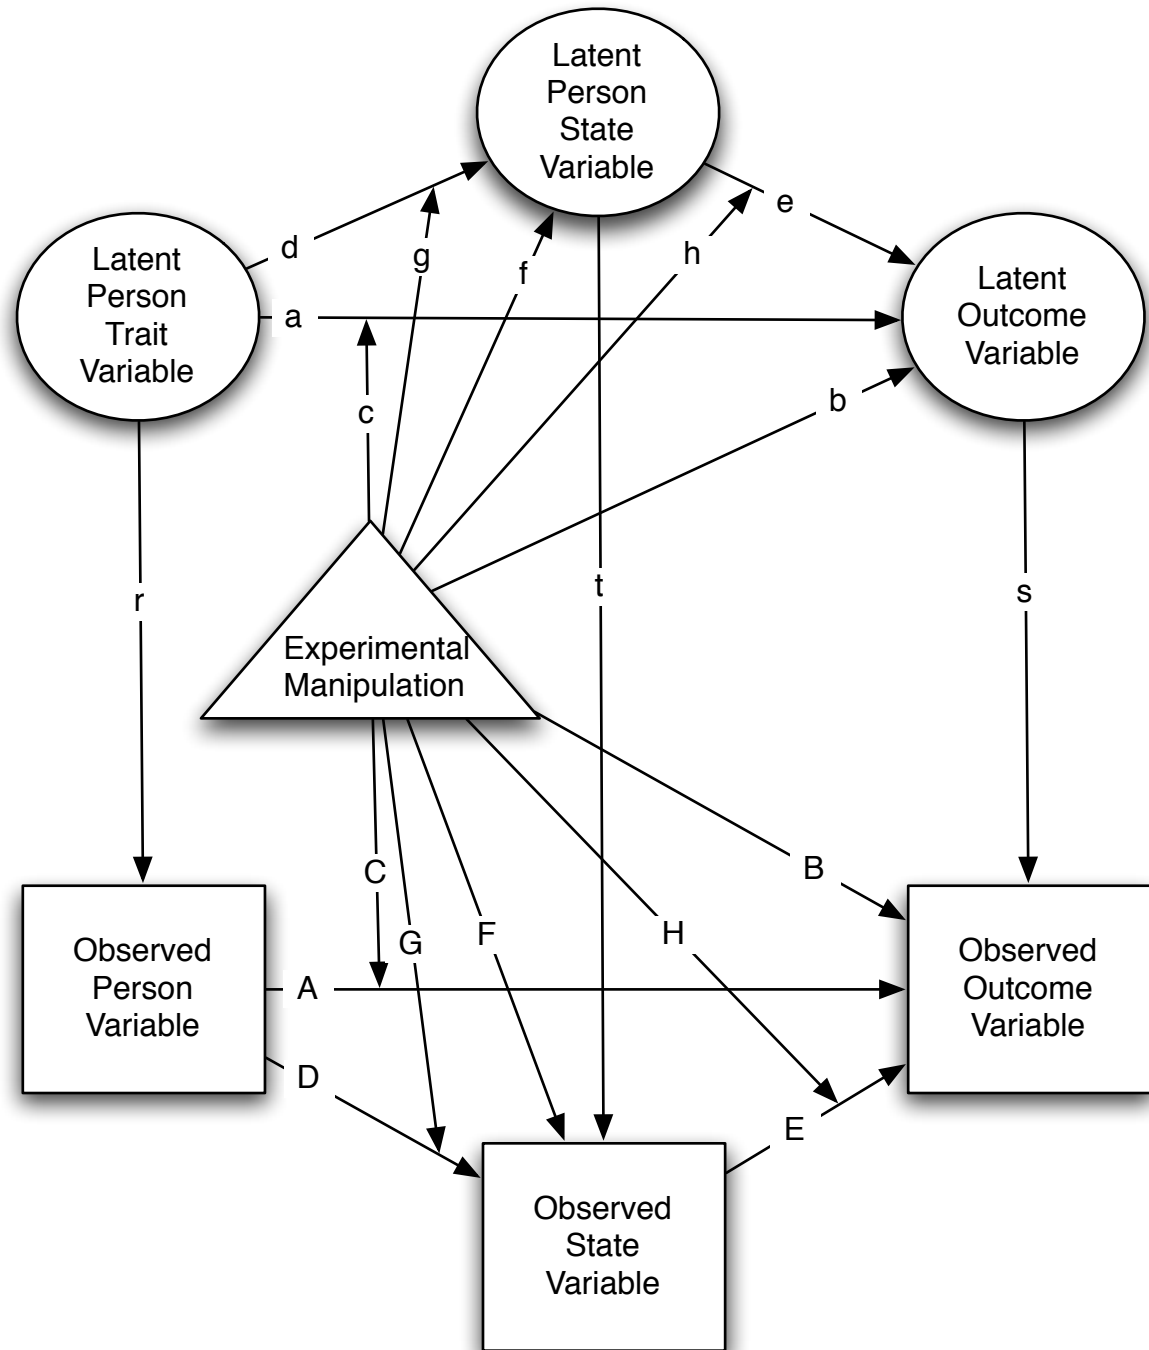 Latent
Person
State
Variable
e
d
g
f
h
Latent
Person
Trait
Variable
a
Latent
Outcome
Variable
c
b
r
t
s
Experimental
Manipulation
C
B
G
F
H
Observed
Person
Variable
A
Observed
Outcome
Variable
D
E
Observed
State
Variable